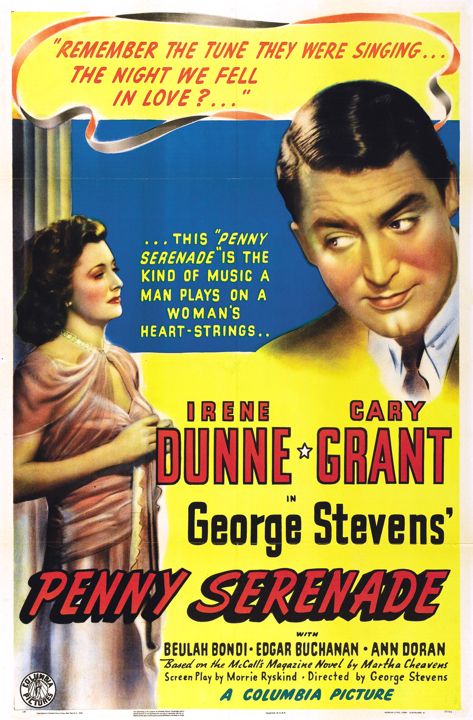 "REMEMBER THE TUNE THEY WERE SINGING...
THE NIGHT WE FELL
IN LOVE?..."
...THIS "PENNY
SERENADE" IS THE
KIND OF MUSIC A
MAN PLAYS ON A
WOMAN'S
HEART-STRINGS..
IRENE CARY
DUNNE GRANT
IN
George Stevens'
PENNY SERENADE
WITH
BEULAH BONDI · EDGAR BUCHANAN · ANN DORAN
Based on the McCall's Magazine Novel by Martha Cheavens
Screen Play by Morrie Ryskind · Directed by George Stevens
A COLUMBIA PICTURE
COLUMBIA
PICTURES